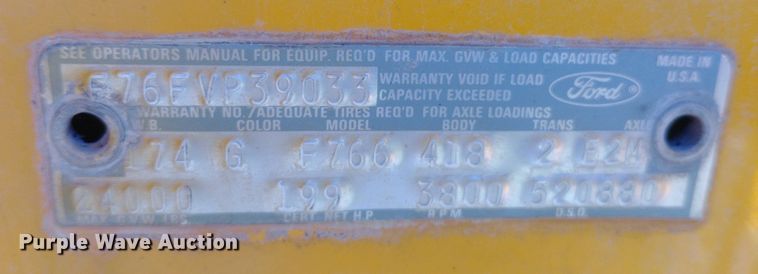 SEE OPERATORS MANUAL FOR EQUIP. REQ'D FOR MAX. GVW & LOAD CAPACITIES
MADE IN U.S.A.
F76FVP39033
WARRANTY VOID IF LOAD
CAPACITY EXCEEDED
Ford ®
WARRANTY NO./ADEQUATE TIRES REQ'D FOR AXLE LOADINGS
W.B. COLOR MODEL BODY TRANS AXLE
174 G F766 408 2 E2W
24000 199 3800 520880
MAX. GVW LBS. CERT. NET H.P. R.P.M. D.S.O.
Purple Wave Auction